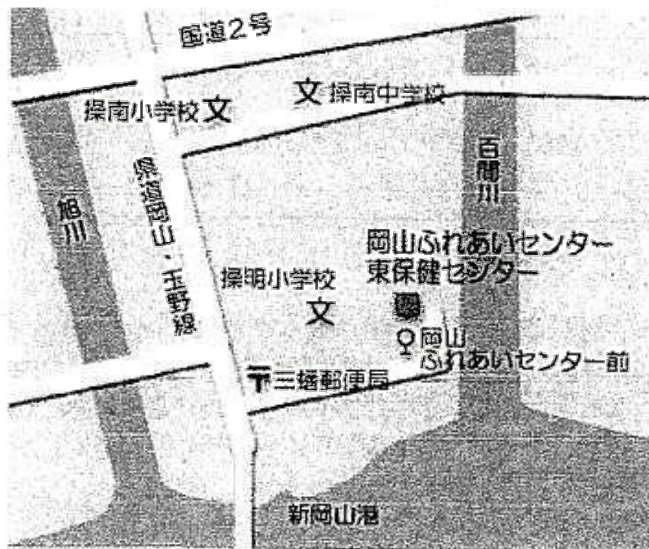 国道2号
操南小学校
文
文
操南中学校
県道岡山・玉野線
旭川
百間川
岡山ふれあいセンター
東保健センター
操明小学校
文
岡山
ふれあいセンター前
〒三蟠郵便局
新岡山港